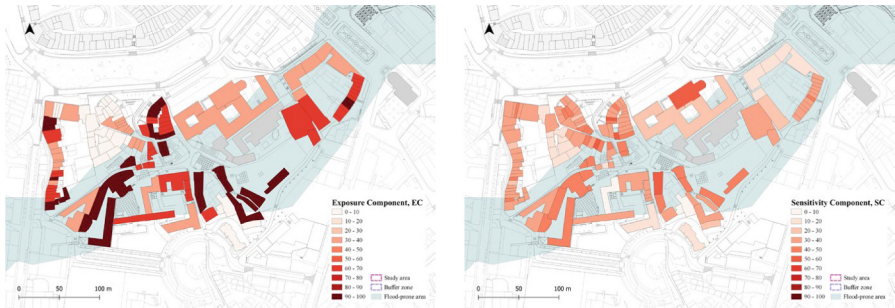 Exposure Component, EC
0 - 10
10 - 20
20 - 30
30 - 40
40 - 50
50 - 60
60 - 70
70 - 80
80 - 90
90 - 100
Study area
Buffer zone
Flood-prone area
0 50 100 m
Sensitivity Component, SC
0 - 10
10 - 20
20 - 30
30 - 40
40 - 50
50 - 60
60 - 70
70 - 80
80 - 90
90 - 100
Study area
Buffer zone
Flood-prone area
0 50 100 m